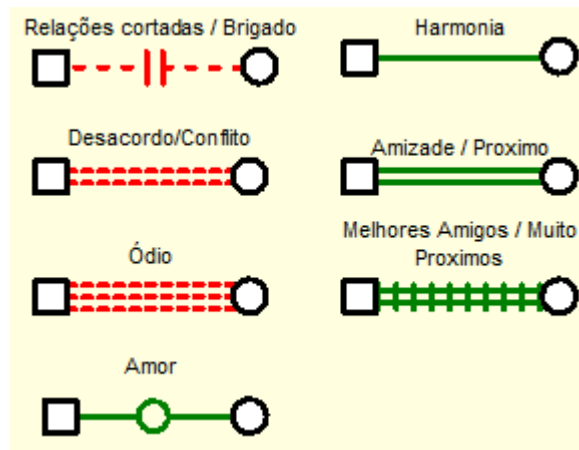 Relações cortadas / Brigado
Harmonia
Desacordo/Conflito
Amizade / Proximo
Ódio
Melhores Amigos / Muito
Proximos
Amor